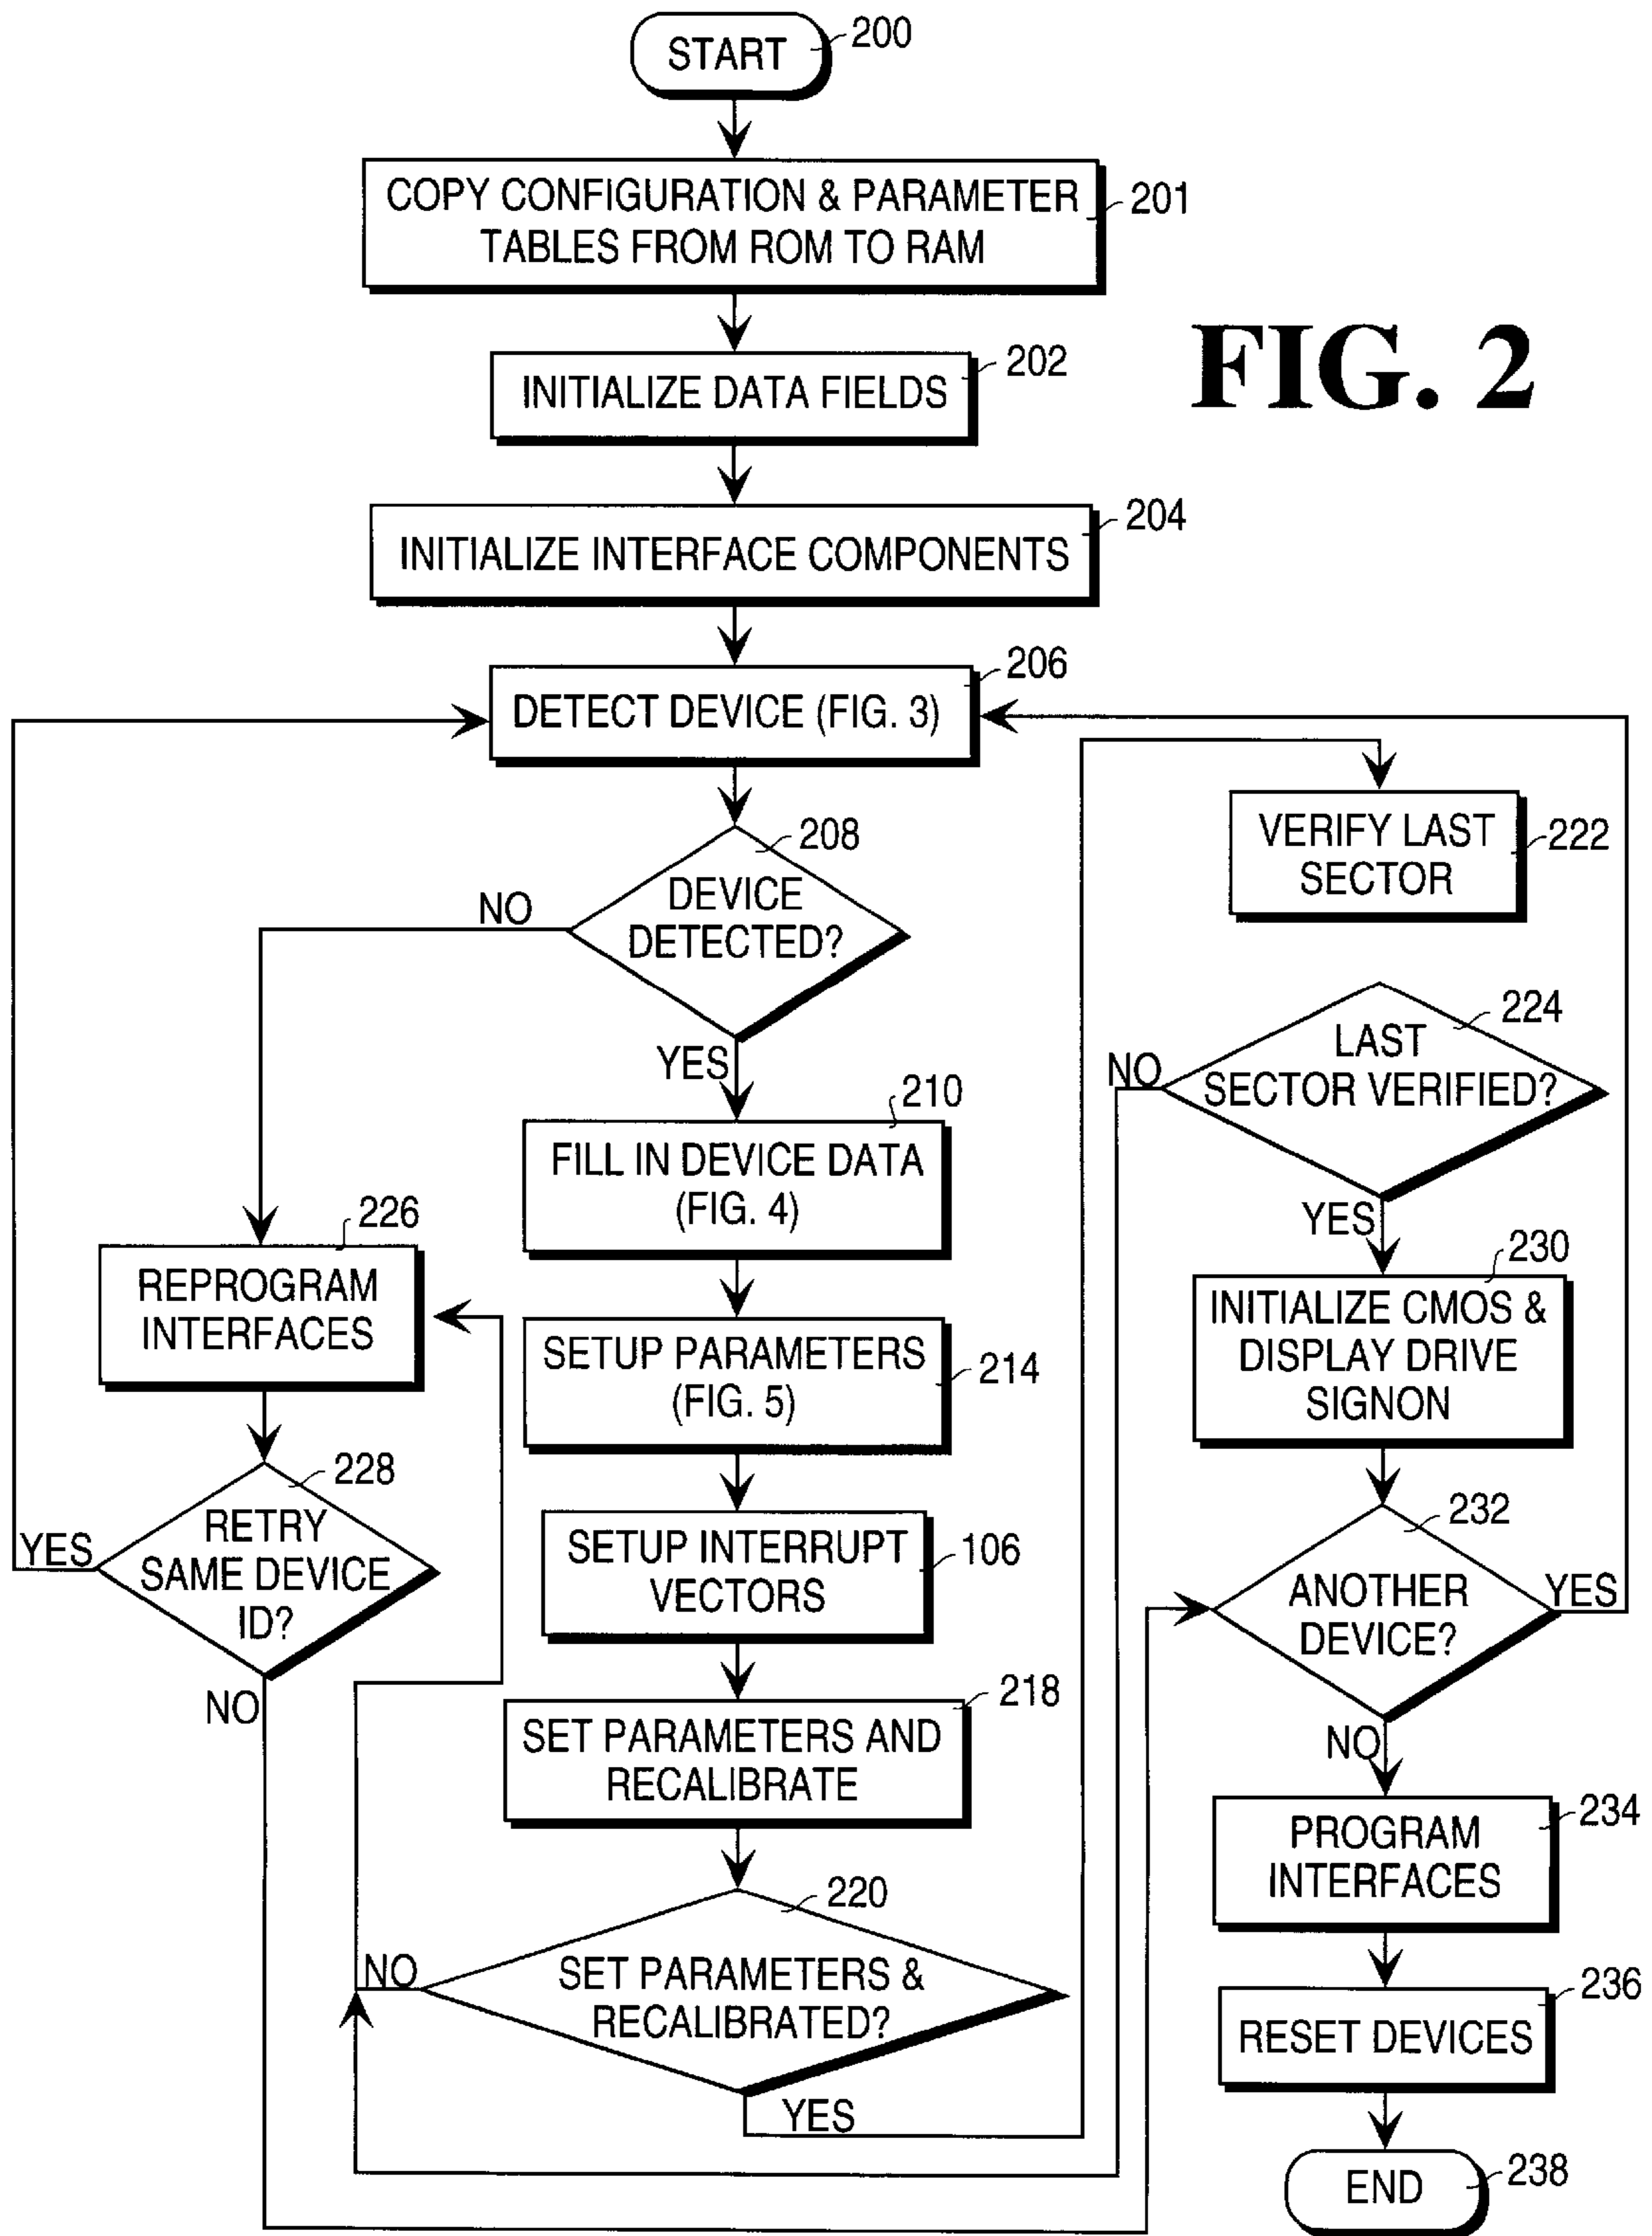 START
200
COPY CONFIGURATION & PARAMETER
TABLES FROM ROM TO RAM
201
FIG. 2
INITIALIZE DATA FIELDS
202
INITIALIZE INTERFACE COMPONENTS
204
DETECT DEVICE (FIG. 3)
206
DEVICE
DETECTED?
208
NO
YES
FILL IN DEVICE DATA
(FIG. 4)
210
SETUP PARAMETERS
(FIG. 5)
214
SETUP INTERRUPT
VECTORS
106
SET PARAMETERS AND
RECALIBRATE
218
SET PARAMETERS &
RECALIBRATED?
220
NO
YES
REPROGRAM
INTERFACES
226
RETRY
SAME DEVICE
ID?
228
YES
NO
VERIFY LAST
SECTOR
222
LAST
SECTOR VERIFIED?
224
NO
YES
INITIALIZE CMOS &
DISPLAY DRIVE
SIGNON
230
ANOTHER
DEVICE?
232
YES
NO
PROGRAM
INTERFACES
234
RESET DEVICES
236
END
238